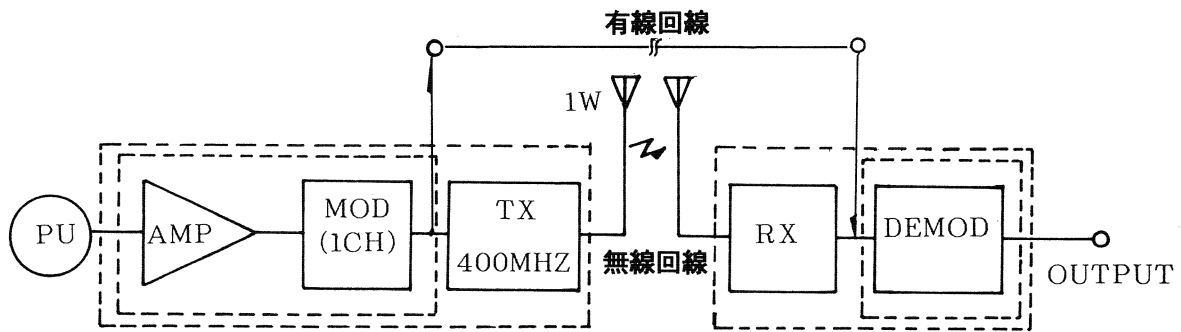 有線回線
1W
PU
AMP
MOD
(1CH)
TX
400MHZ
無線回線
RX
DEMOD
OUTPUT